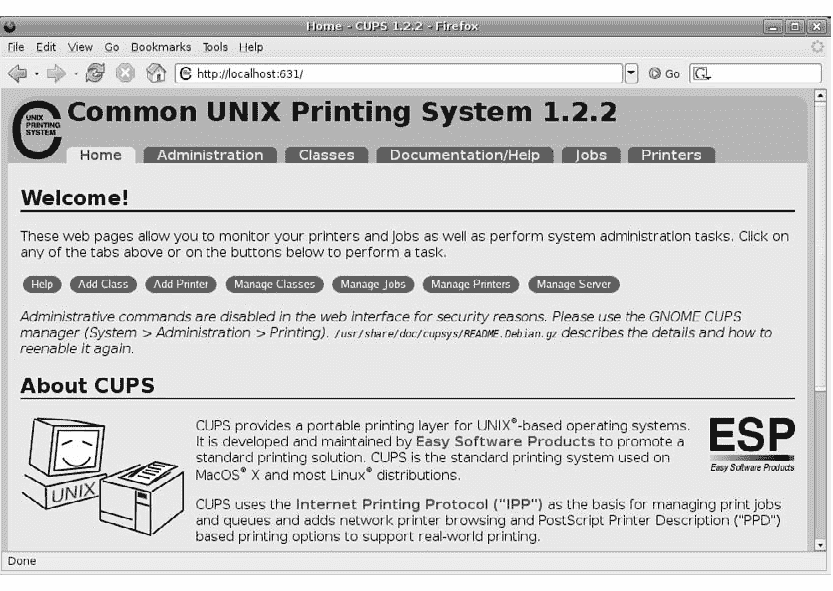 Home - CUPS 1.2.2 - Firefox
File Edit View Go Bookmarks Tools Help
http://localhost:631/
Go
G
UNIX
PRINTING
SYSTEM
Common UNIX Printing System 1.2.2
Home Administration Classes Documentation/Help Jobs Printers
Welcome!
These web pages allow you to monitor your printers and jobs as well as perform system administration tasks. Click on
any of the tabs above or on the buttons below to perform a task.
Help Add Class Add Printer Manage Classes Manage Jobs Manage Printers Manage Server
Administrative commands are disabled in the web interface for security reasons. Please use the GNOME CUPS
manager (System > Administration > Printing). /usr/share/doc/cupsys/README.Debian.gz describes the details and how to
reenable it again.
About CUPS
UNIX
CUPS provides a portable printing layer for UNIX®-based operating systems.
It is developed and maintained by Easy Software Products to promote a
standard printing solution. CUPS is the standard printing system used on
MacOS® X and most Linux® distributions.
ESP
Easy Software Products
CUPS uses the Internet Printing Protocol ("IPP") as the basis for managing print jobs
and queues and adds network printer browsing and PostScript Printer Description ("PPD")
based printing options to support real-world printing.
Done